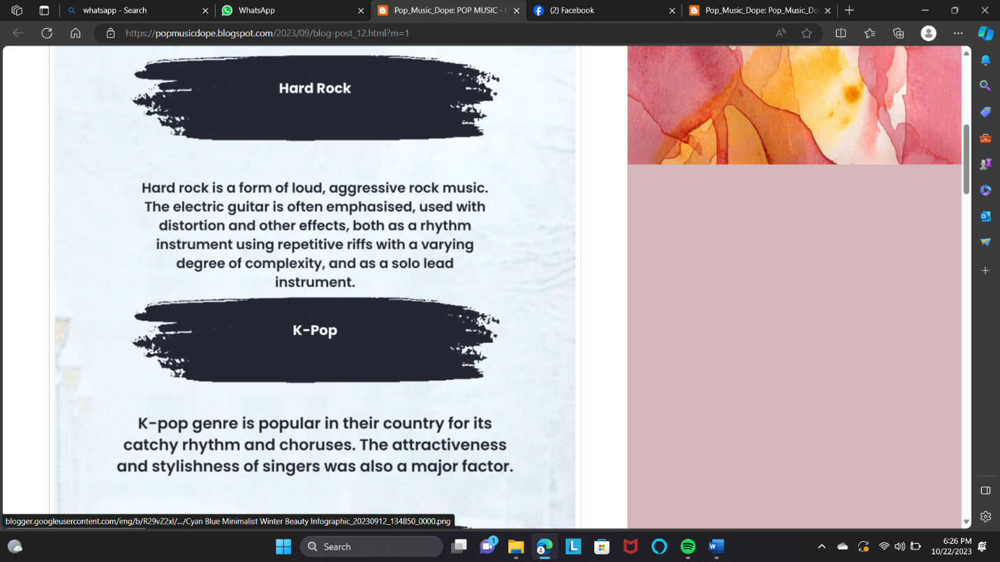 whatsapp - Search
WhatsApp
Pop_Music_Dope: POP MUSIC - I
(2) Facebook
Pop_Music_Dope: Pop_Music_Do
https://popmusicdope.blogspot.com/2023/09/blog-post_12.html?m=1
Hard Rock
Hard rock is a form of loud, aggressive rock music.
The electric guitar is often emphasised, used with
distortion and other effects, both as a rhythm
instrument using repetitive riffs with a varying
degree of complexity, and as a solo lead
instrument.
K-Pop
K-pop genre is popular in their country for its
catchy rhythm and choruses. The attractiveness
and stylishness of singers was also a major factor.
blogger.googleusercontent.com/img/b/R29vZ2xl/.../Cyan Blue Minimalist Winter Beauty Infographic_20230912_134850_0000.png
Search
1
L
W
6:26 PM
10/22/2023